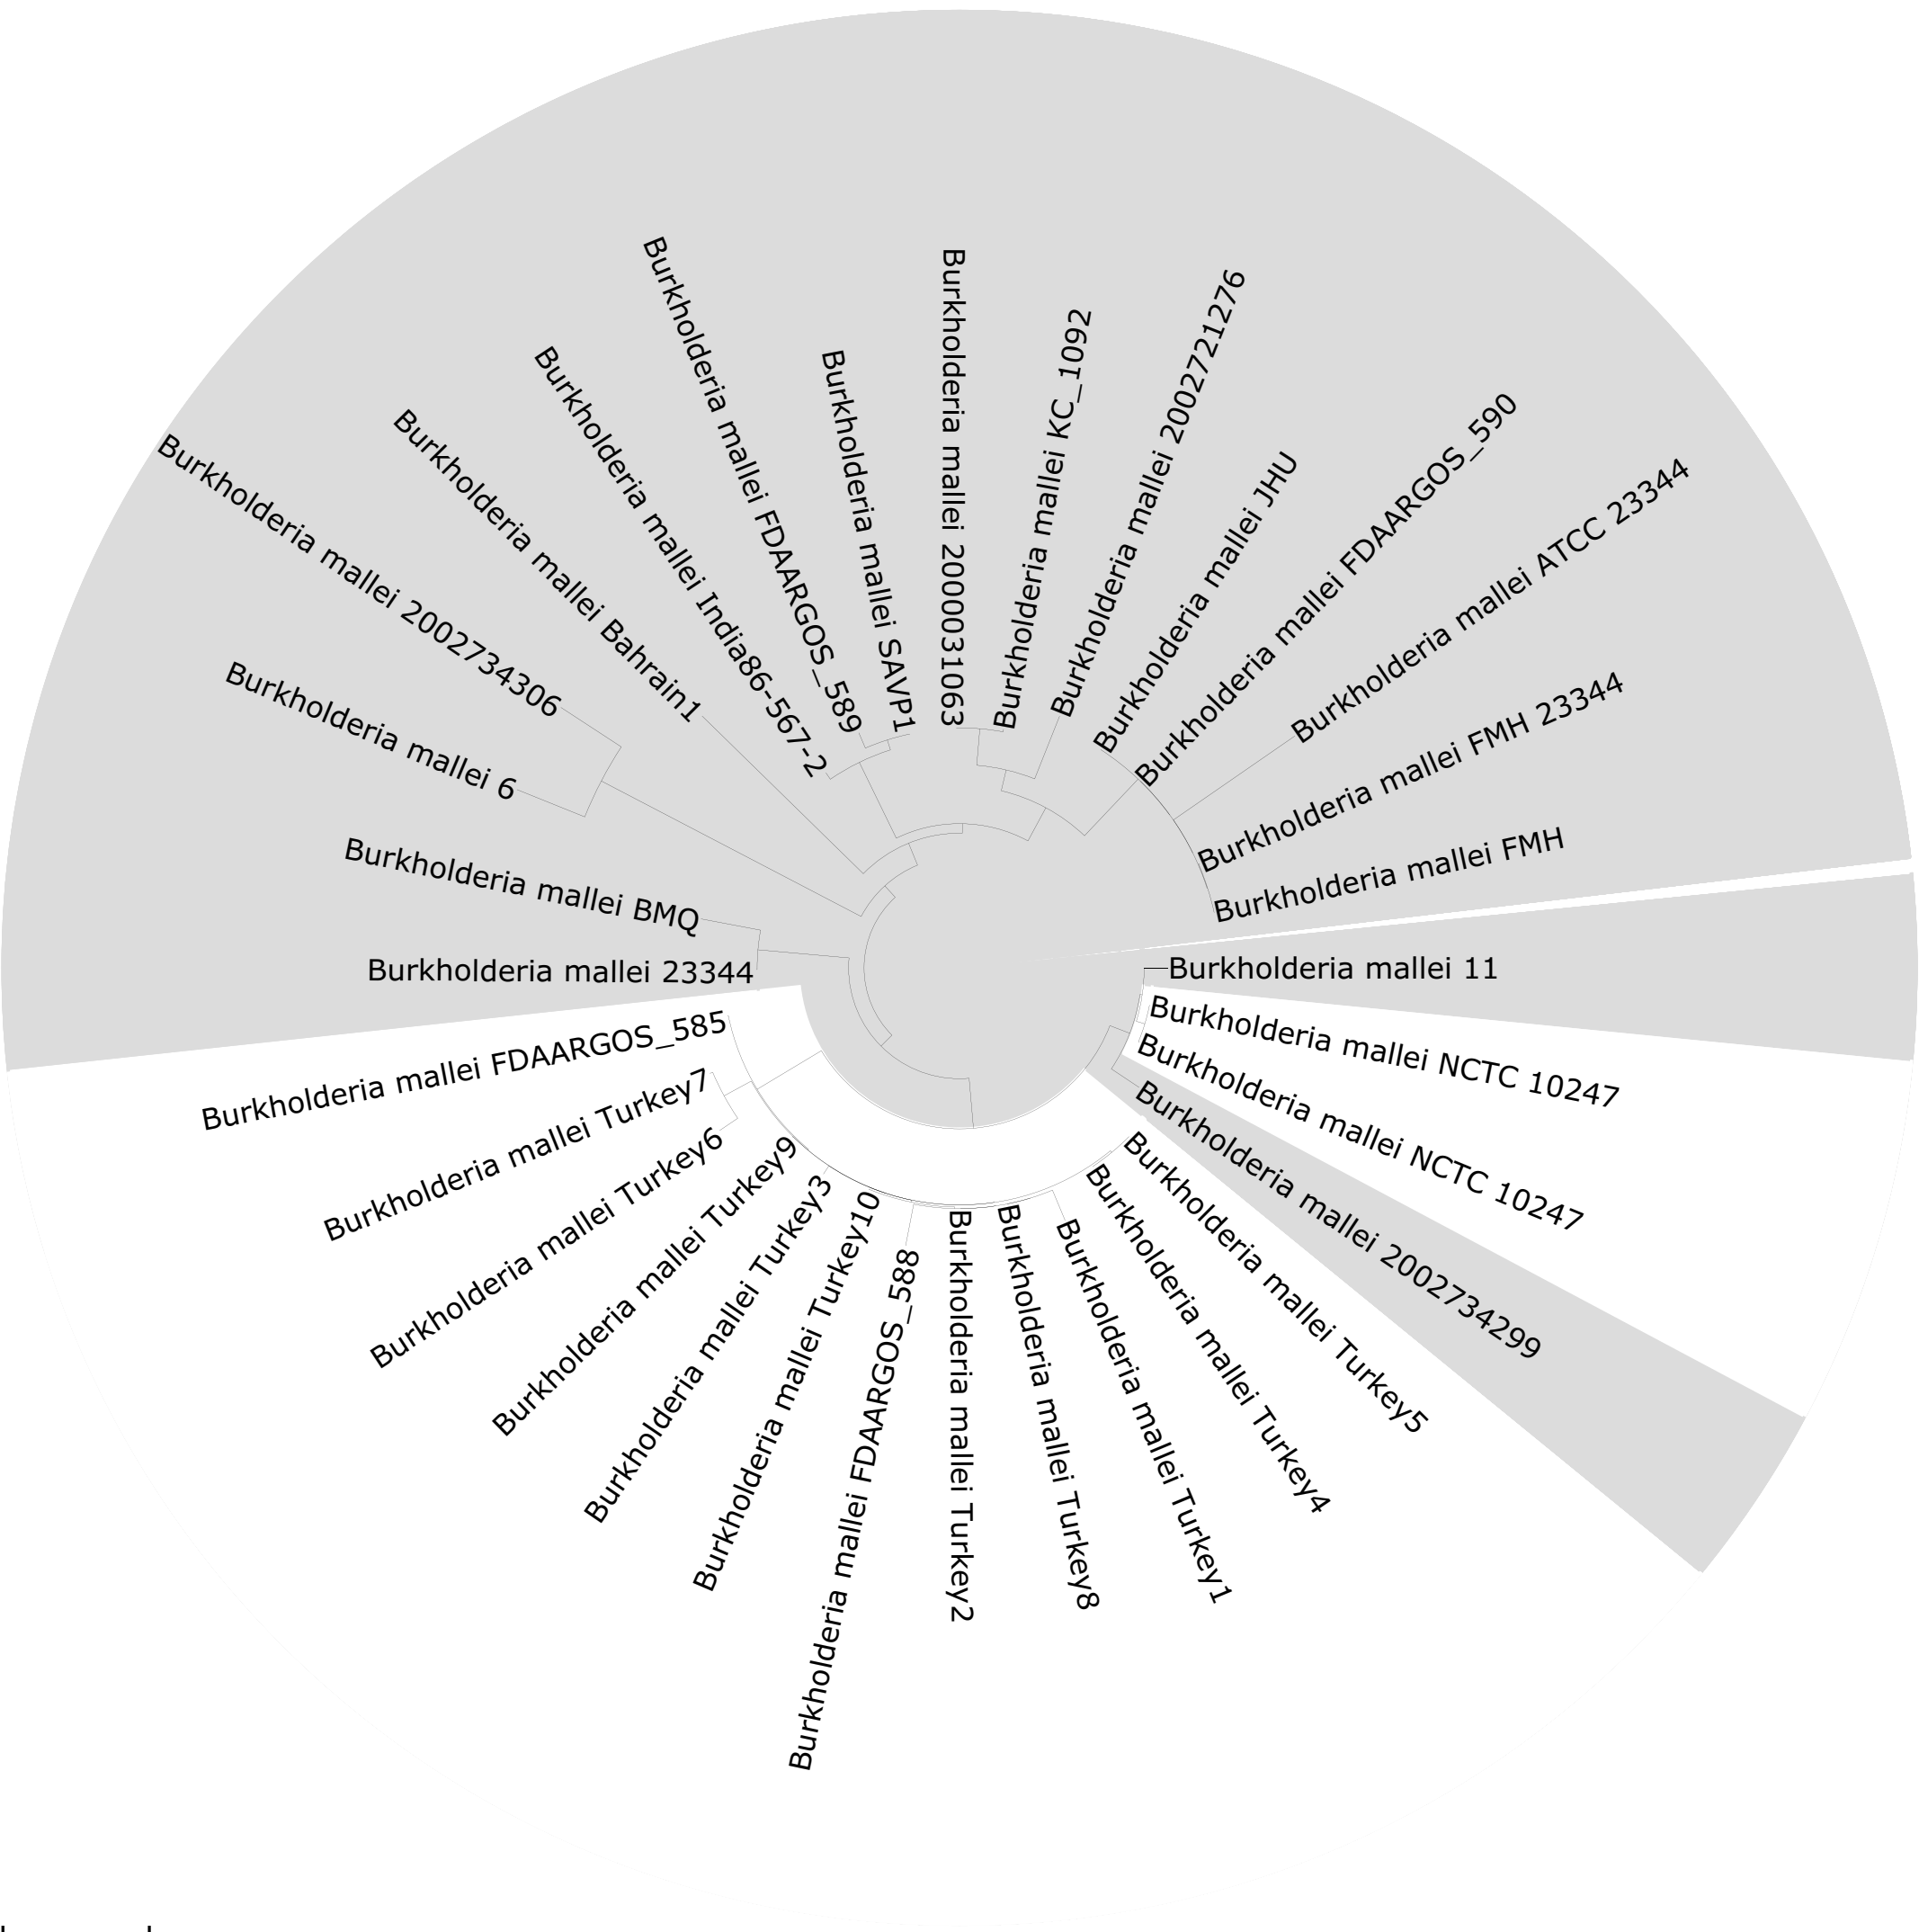 Burkholderia mallei FDAARGOS_589
Burkholderia mallei SAVP1
Burkholderia mallei 2000031063
Burkholderia mallei KC_1092
Burkholderia mallei 2002721276
Burkholderia mallei JHU
Burkholderia mallei FDAARGOS_590
Burkholderia mallei ATCC 23344
Burkholderia mallei FMH 23344
Burkholderia mallei FMH
Burkholderia mallei 11
Burkholderia mallei NCTC 10247
Burkholderia mallei NCTC 10247
Burkholderia mallei 2002734299
Burkholderia mallei Turkey5
Burkholderia mallei Turkey4
Burkholderia mallei Turkey1
Burkholderia mallei Turkey8
Burkholderia mallei Turkey2
Burkholderia mallei FDAARGOS_588
Burkholderia mallei Turkey10
Burkholderia mallei Turkey3
Burkholderia mallei Turkey9
Burkholderia mallei Turkey6
Burkholderia mallei Turkey7
Burkholderia mallei FDAARGOS_585
Burkholderia mallei 23344
Burkholderia mallei BMQ
Burkholderia mallei 6
Burkholderia mallei 2002734306
Burkholderia mallei Bahrain1
Burkholderia mallei India86-567-2